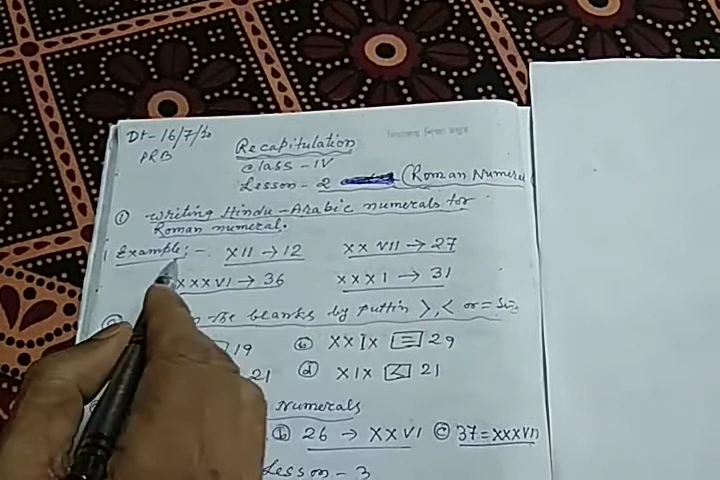 Dt- 16/7/20
PRB
Recapitulation
Class - IV
Lesson - 2 (Roman Numeral
① Writing Hindu-Arabic numerals for
Roman numeral.
Example:- XII → 12 XXVII → 27
XXXVI → 36 XXXI → 31
the blanks by puttin >, < or =
19 ⓑ XXIX = 29
21 ⓓ XIX < 21
Numerals
ⓑ 26 → XXVI ⓒ 37 = XXXVII
Lesson - 3